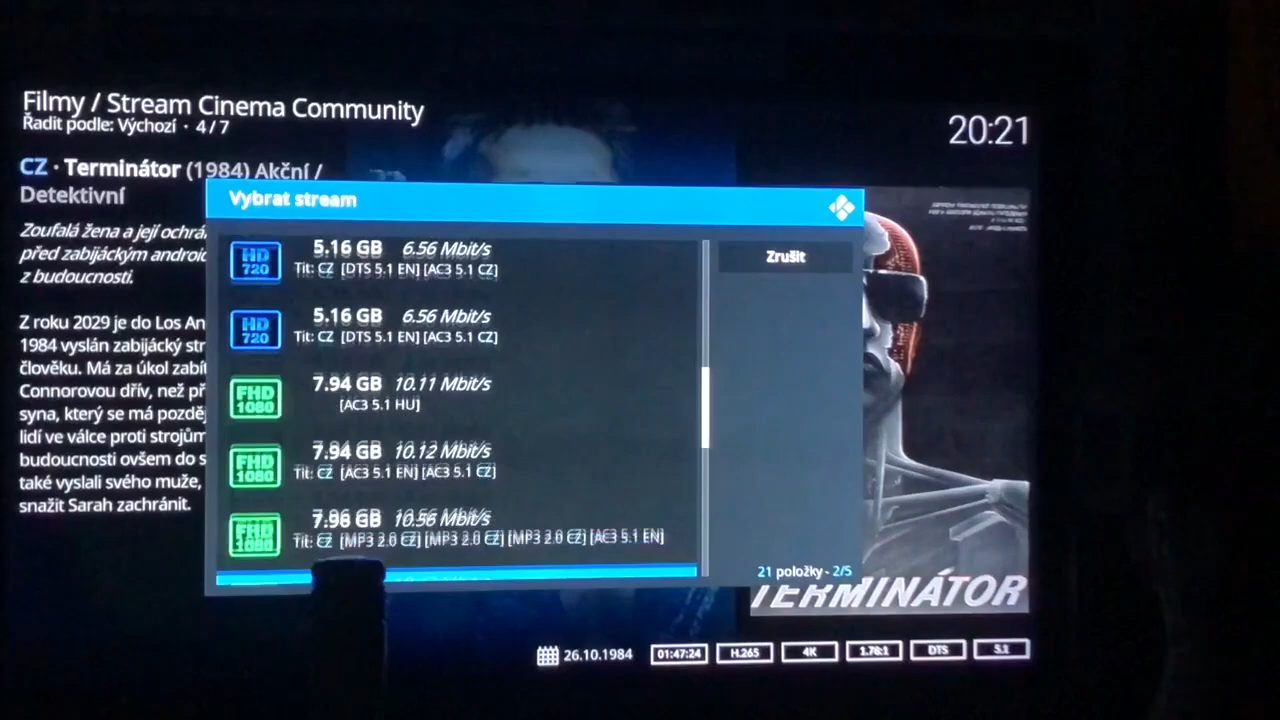 Filmy / Stream Cinema Community
Řadit podle: Výchozí · 4 / 7
20:21
CZ · Terminátor (1984) Akční /
Detektivní
Zoufalá žena a její ochrá
před zabijáckým androi
z budoucnosti.
Z roku 2029 je do Los An
1984 vyslán zabijácký str
člověku. Má za úkol zabít
Connorovou dřív, než př
syna, který se má pozděj
lidí ve válce proti strojům
budoucnosti ovšem do s
také vyslali svého muže,
snažit Sarah zachránit.
Vybrat stream
HD 720
5.16 GB 6.56 Mbit/s
Tit: CZ [DTS 5.1 EN] [AC3 5.1 CZ]
HD 720
5.16 GB 6.56 Mbit/s
Tit: CZ [DTS 5.1 EN] [AC3 5.1 CZ]
FHD 1080
7.94 GB 10.11 Mbit/s
[AC3 5.1 HU]
FHD 1080
7.94 GB 10.12 Mbit/s
Tit: CZ [AC3 5.1 EN] [AC3 5.1 CZ]
FHD 1080
7.96 GB 10.56 Mbit/s
Tit: CZ [MP3 2.0 CZ] [MP3 2.0 CZ] [MP3 2.0 CZ] [AC3 5.1 EN]
Zrušit
21 položky - 2/5
TERMINÁTOR
26.10.1984 01:47:24 H.265 4K 1.78:1 DTS 5.1